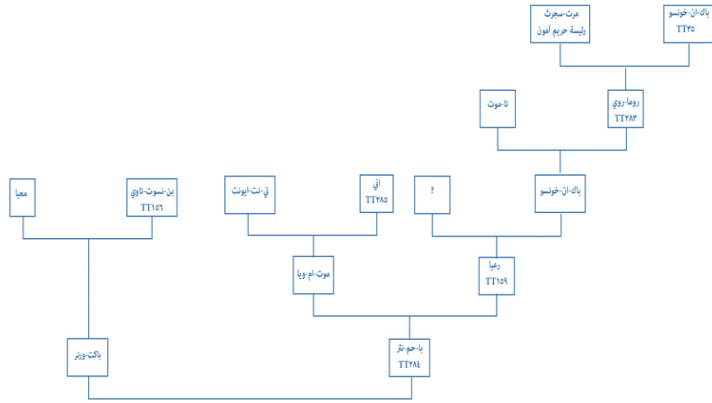 باك-ان-خونسو
TT٣٥
مرت-سجرث
رئيسة حريم آمون
روما-روي
TT٢٨٣
تا-موت
باك-ان-خونسو
؟
اني
TT٢٨٥
ني-نت-ايونت
بن-نسوت-تاوي
TT١٥٦
معيا
رعيا
TT١٥٩
موت-ام-ويا
با-حم-نثر
TT٢٨٤
باكت-ورنر